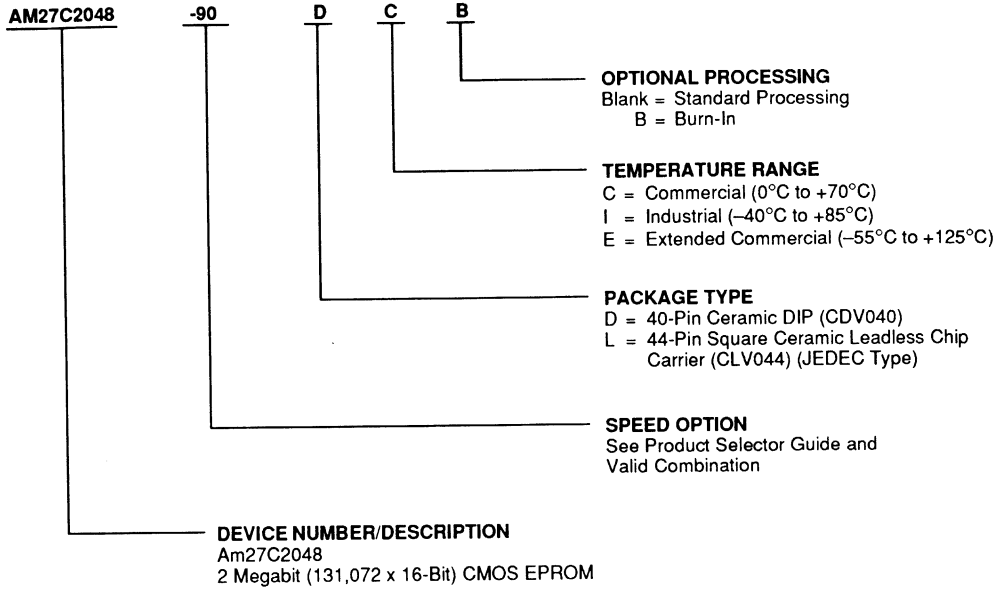 AM27C2048 -90 D C B
OPTIONAL PROCESSING
Blank = Standard Processing
B = Burn-In
TEMPERATURE RANGE
C = Commercial (0°C to +70°C)
I = Industrial (–40°C to +85°C)
E = Extended Commercial (–55°C to +125°C)
PACKAGE TYPE
D = 40-Pin Ceramic DIP (CDV040)
L = 44-Pin Square Ceramic Leadless Chip
Carrier (CLV044) (JEDEC Type)
SPEED OPTION
See Product Selector Guide and
Valid Combination
DEVICE NUMBER/DESCRIPTION
Am27C2048
2 Megabit (131,072 x 16-Bit) CMOS EPROM